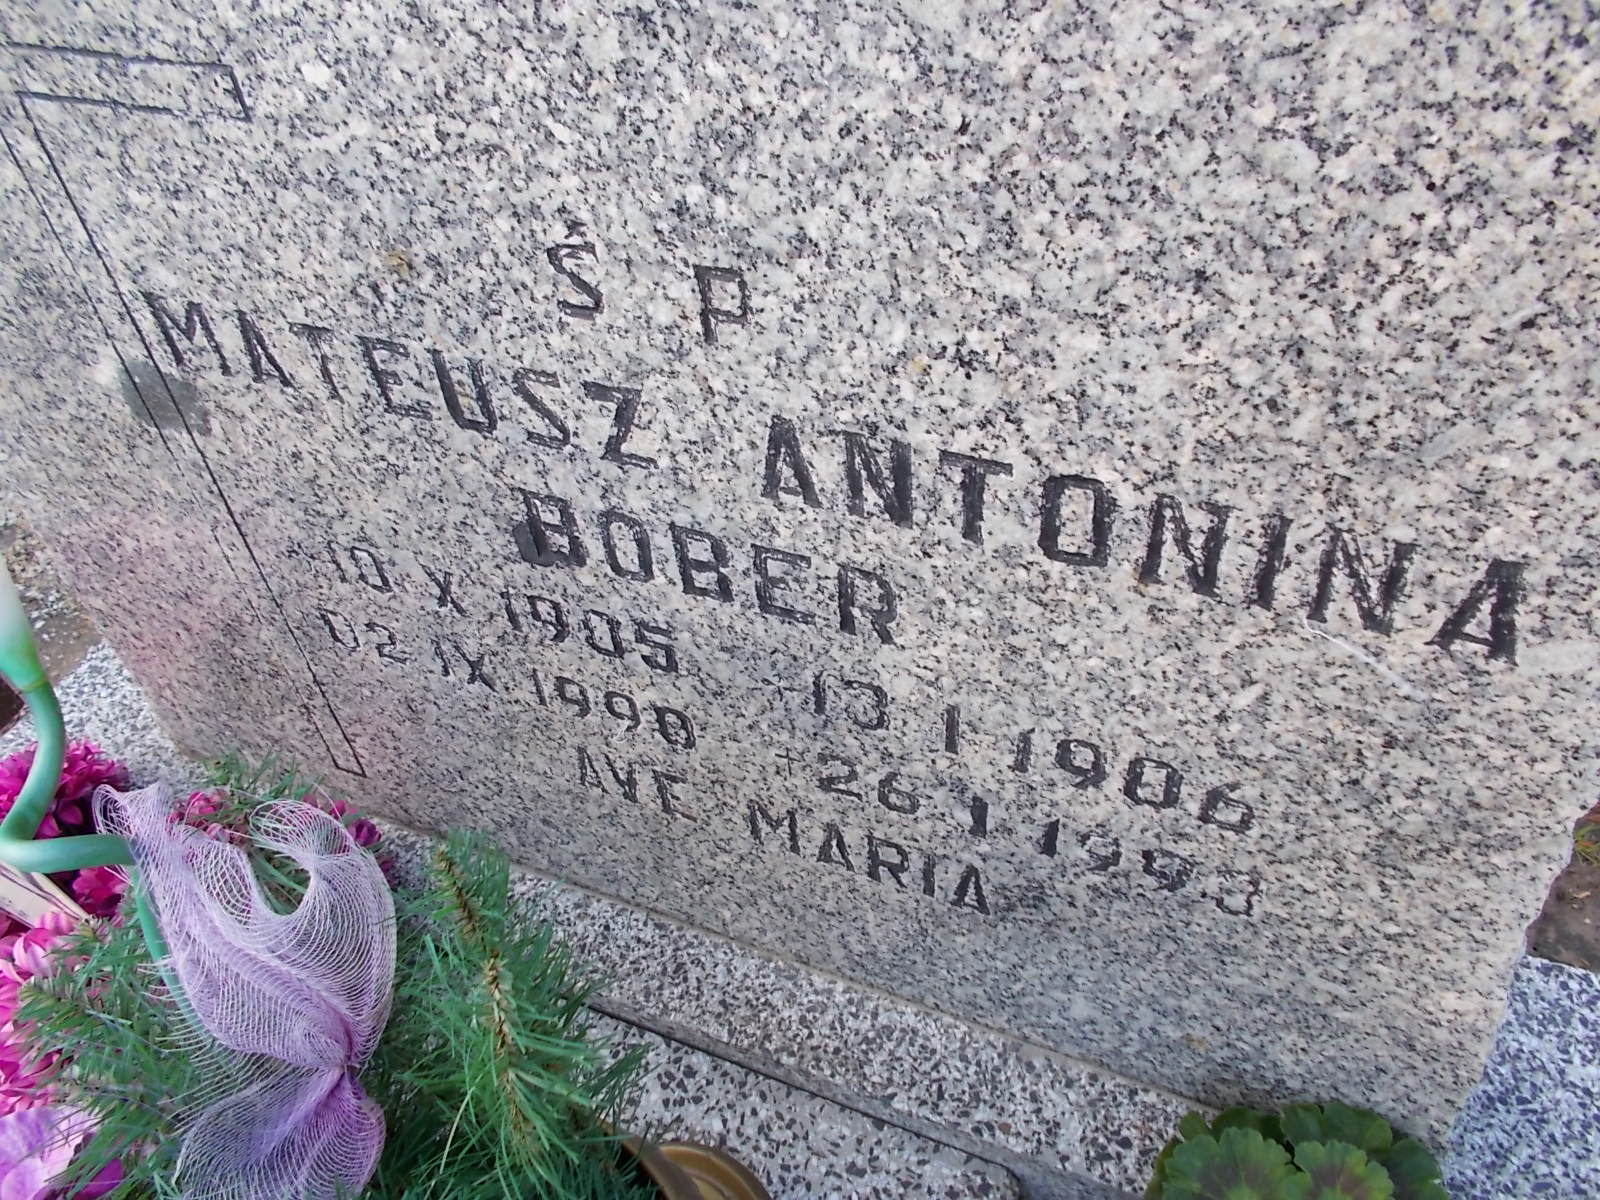 Ś P
MATEUSZ ANTONINA
BOBER
10 X 1905 * 13 I 1906
02 IX 1990 + 26 I 1993
AVE MARIA